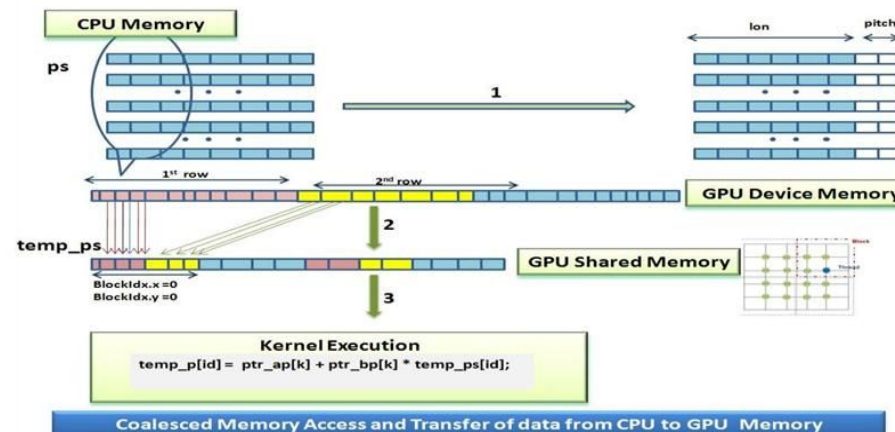 CPU Memory
lon
pitch
ps
1
1st row
2nd row
GPU Device Memory
2
temp_ps
GPU Shared Memory
Block
Thread
BlockIdx.x =0
BlockIdx.y =0
3
Kernel Execution
temp_p[id] = ptr_ap[k] + ptr_bp[k] * temp_ps[id];
Coalesced Memory Access and Transfer of data from CPU to GPU Memory